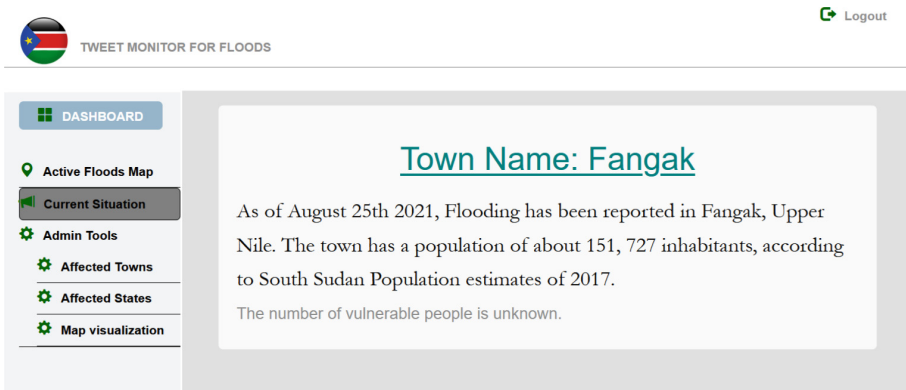 Logout
TWEET MONITOR FOR FLOODS
DASHBOARD
Active Floods Map
Current Situation
Admin Tools
Affected Towns
Affected States
Map visualization
Town Name: Fangak
As of August 25th 2021, Flooding has been reported in Fangak, Upper
Nile. The town has a population of about 151, 727 inhabitants, according
to South Sudan Population estimates of 2017.
The number of vulnerable people is unknown.